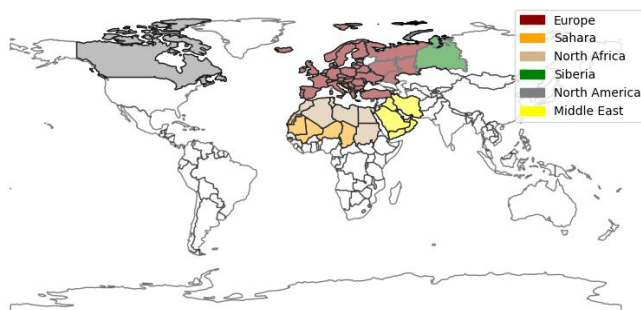 Europe
Sahara
North Africa
Siberia
North America
Middle East